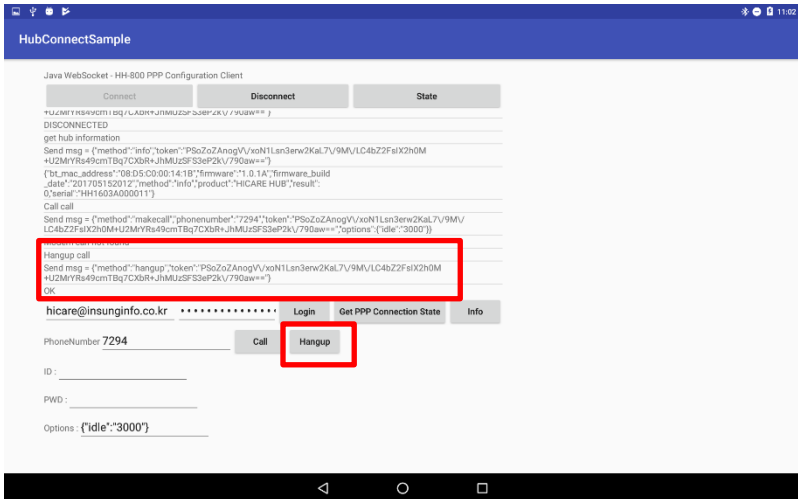 11:02
HubConnectSample
Java WebSocket - HH-800 PPP Configuration Client
Connect Disconnect State
+U2MrYRs49cmTBq7CXbR+JhMUzSFS3eP2k\/790aw=="}
DISCONNECTED
get hub information
Send msg = {"method":"info","token":"PSoZoZAnogV\/xoN1Lsn3erw2KaL7\/9M\/LC4bZ2FsIX2h0M
+U2MrYRs49cmTBq7CXbR+JhMUzSFS3eP2k\/790aw=="}
{"bt_mac_address":"08:D5:C0:00:14:1B","firmware":"1.0.1A","firmware_build
_date":"201705152012","method":"info","product":"HICARE HUB","result":
0,"serial":"HH1603A000011"}
Call call
Send msg = {"method":"makecall","phonenumber":"7294","token":"PSoZoZAnogV\/xoN1Lsn3erw2KaL7\/9M\/
LC4bZ2FsIX2h0M+U2MrYRs49cmTBq7CXbR+JhMUzSFS3eP2k\/790aw==","options":{"idle":"3000"}}
Hangup call
Send msg = {"method":"hangup","token":"PSoZoZAnogV\/xoN1Lsn3erw2KaL7\/9M\/LC4bZ2FsIX2h0M
+U2MrYRs49cmTBq7CXbR+JhMUzSFS3eP2k\/790aw=="}
OK
hicare@insunginfo.co.kr ••••••••••••••• Login Get PPP Connection State Info
PhoneNumber 7294 Call Hangup
ID :
PWD :
Options : {"idle":"3000"}